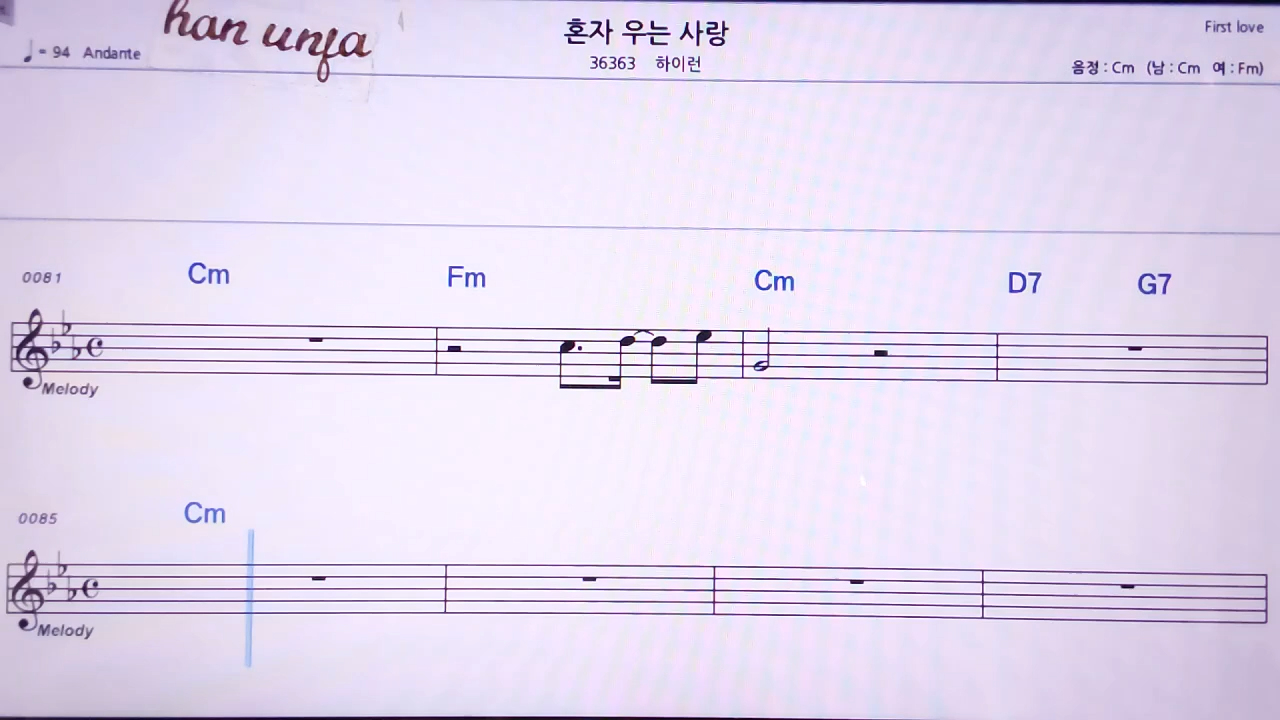 han unja
혼자 우는 사랑
First love
= 94 Andante
36363 하이런
음정 : Cm (남 : Cm 여 : Fm)
0081
Cm Fm Cm D7 G7
Melody
0085
Cm
Melody